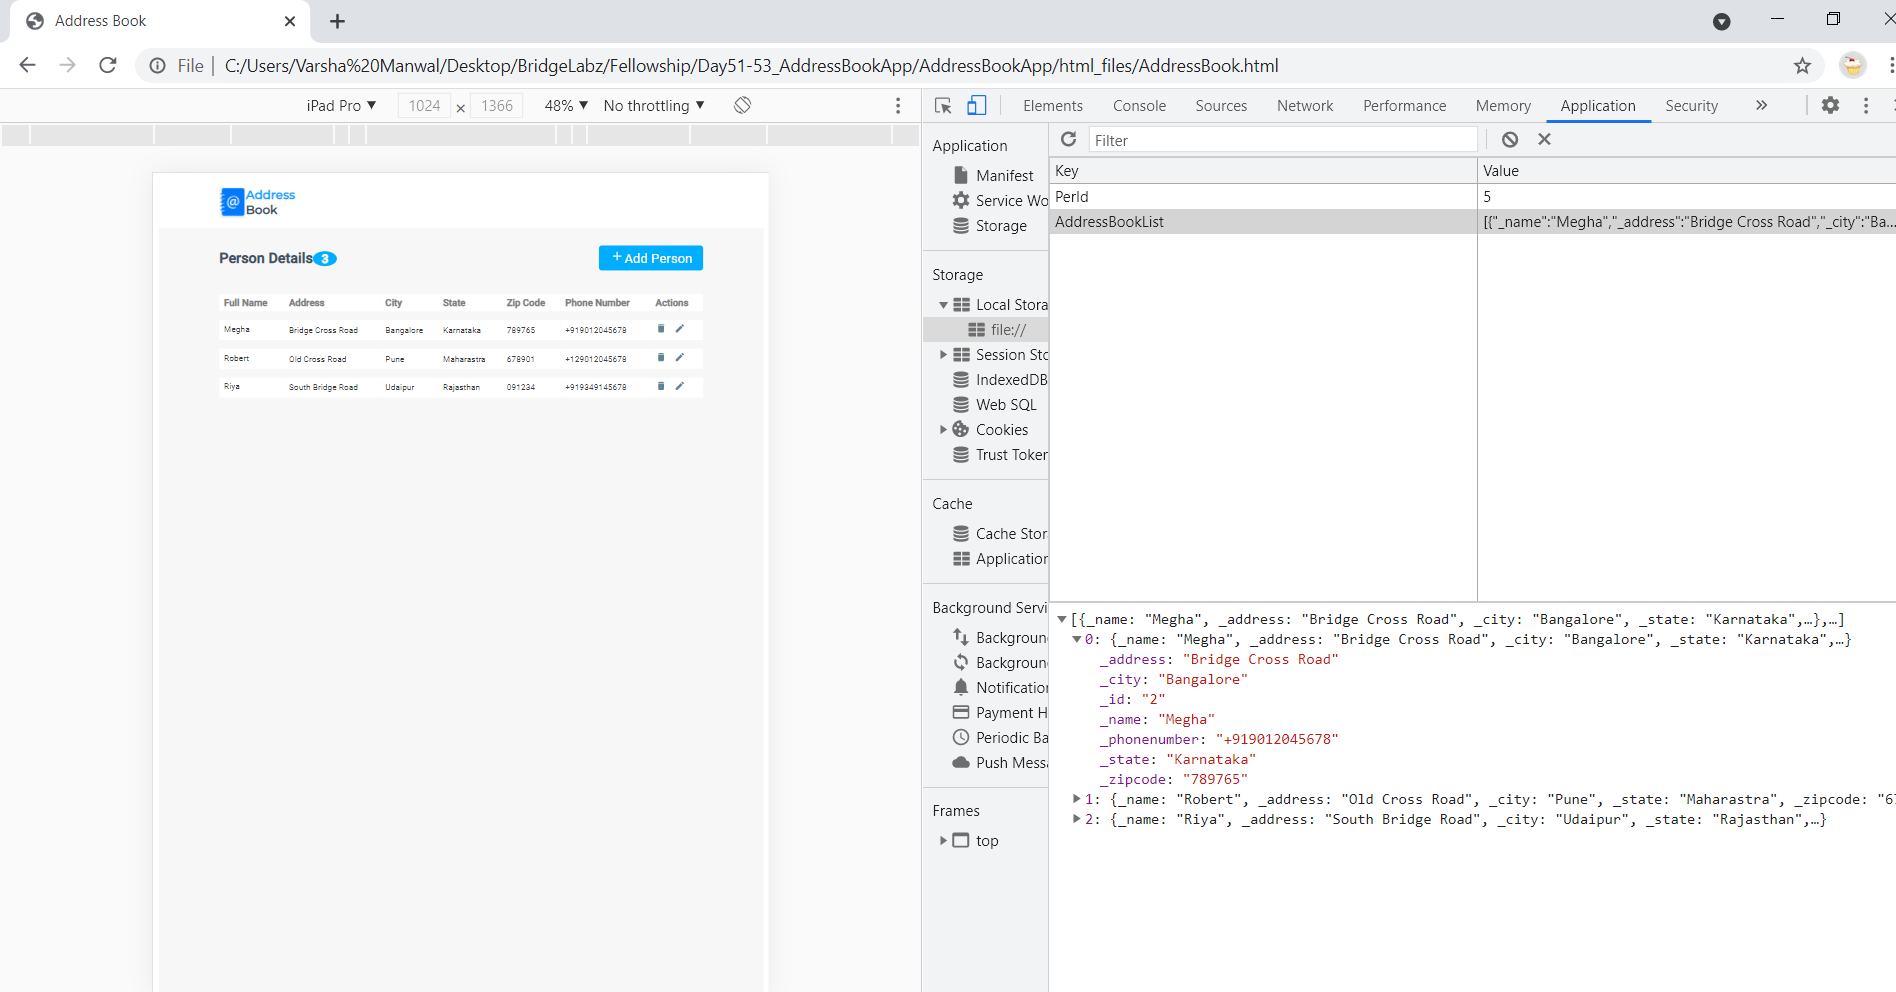 Address Book
File | C:/Users/Varsha%20Manwal/Desktop/BridgeLabz/Fellowship/Day51-53_AddressBookApp/AddressBookApp/html_files/AddressBook.html
iPad Pro ▼ 1024 × 1366 48% ▼ No throttling ▼
Address
Book
Person Details 3
+ Add Person
Full Name Address City State Zip Code Phone Number Actions
Megha Bridge Cross Road Bangalore Karnataka 789765 +919012045678
Robert Old Cross Road Pune Maharastra 678901 +129012045678
Riya South Bridge Road Udaipur Rajasthan 091234 +919349145678
Elements Console Sources Network Performance Memory Application Security »
Application
Manifest
Service Wo
Storage
Storage
Local Stora
file://
Session Sto
IndexedDB
Web SQL
Cookies
Trust Token
Cache
Cache Stor
Application
Background Servi
Backgroun
Backgroun
Notification
Payment H
Periodic Ba
Push Messa
Frames
top
Filter
Key Value
PerId 5
AddressBookList [{"_name":"Megha","_address":"Bridge Cross Road","_city":"Ba...
[{_name: "Megha", _address: "Bridge Cross Road", _city: "Bangalore", _state: "Karnataka",…},…]
0: {_name: "Megha", _address: "Bridge Cross Road", _city: "Bangalore", _state: "Karnataka",…}
_address: "Bridge Cross Road"
_city: "Bangalore"
_id: "2"
_name: "Megha"
_phonenumber: "+919012045678"
_state: "Karnataka"
_zipcode: "789765"
1: {_name: "Robert", _address: "Old Cross Road", _city: "Pune", _state: "Maharastra", _zipcode: "67
2: {_name: "Riya", _address: "South Bridge Road", _city: "Udaipur", _state: "Rajasthan",…}